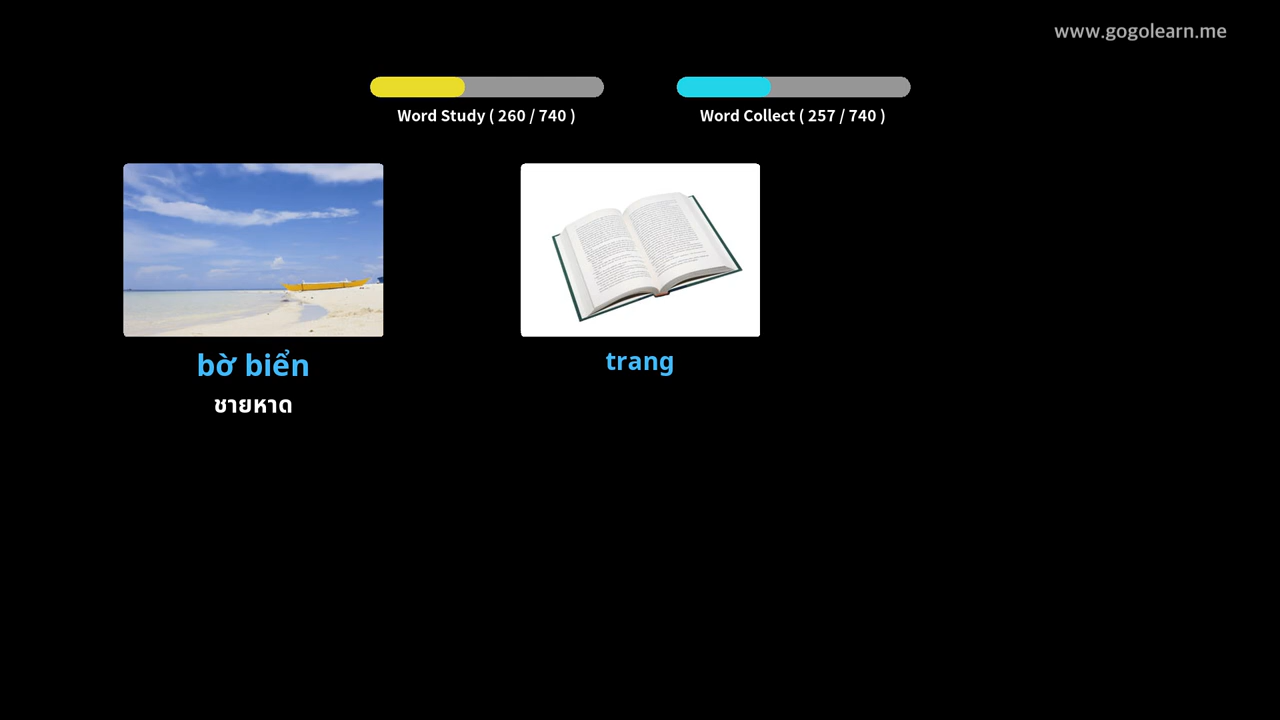 www.gogolearn.me
Word Study ( 260 / 740 )
Word Collect ( 257 / 740 )
bờ biển
ชายหาด
trang